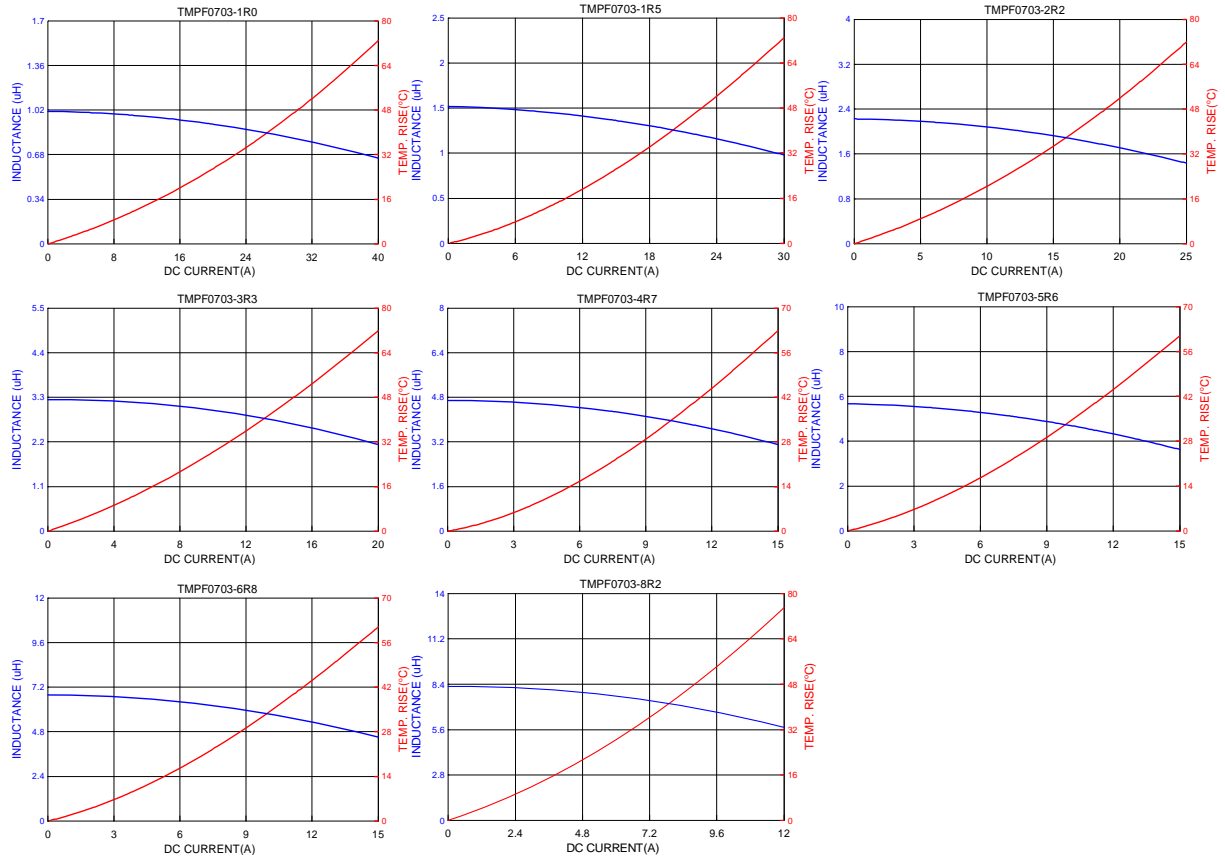 TMPF0703-1R0
1.7
1.36
1.02
0.68
0.34
0
INDUCTANCE (uH)
80
64
48
32
16
0
TEMP. RISE(°C)
0 8 16 24 32 40
DC CURRENT(A)
TMPF0703-1R5
2.5
2
1.5
1
0.5
0
INDUCTANCE (uH)
80
64
48
32
16
0
TEMP. RISE(°C)
0 6 12 18 24 30
DC CURRENT(A)
TMPF0703-2R2
4
3.2
2.4
1.6
0.8
0
INDUCTANCE (uH)
80
64
48
32
16
0
TEMP. RISE(°C)
0 5 10 15 20 25
DC CURRENT(A)
TMPF0703-3R3
5.5
4.4
3.3
2.2
1.1
0
INDUCTANCE (uH)
80
64
48
32
16
0
TEMP. RISE(°C)
0 4 8 12 16 20
DC CURRENT(A)
TMPF0703-4R7
8
6.4
4.8
3.2
1.6
0
INDUCTANCE (uH)
70
56
42
28
14
0
TEMP. RISE(°C)
0 3 6 9 12 15
DC CURRENT(A)
TMPF0703-5R6
10
8
6
4
2
0
INDUCTANCE (uH)
70
56
42
28
14
0
TEMP. RISE(°C)
0 3 6 9 12 15
DC CURRENT(A)
TMPF0703-6R8
12
9.6
7.2
4.8
2.4
0
INDUCTANCE (uH)
70
56
42
28
14
0
TEMP. RISE(°C)
0 3 6 9 12 15
DC CURRENT(A)
TMPF0703-8R2
14
11.2
8.4
5.6
2.8
0
INDUCTANCE (uH)
80
64
48
32
16
0
TEMP. RISE(°C)
0 2.4 4.8 7.2 9.6 12
DC CURRENT(A)